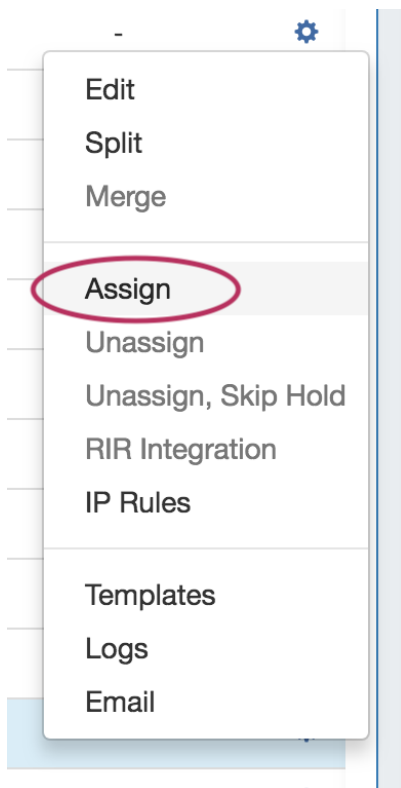 -
Edit
Split
Merge
Assign
Unassign
Unassign, Skip Hold
RIR Integration
IP Rules
Templates
Logs
Email